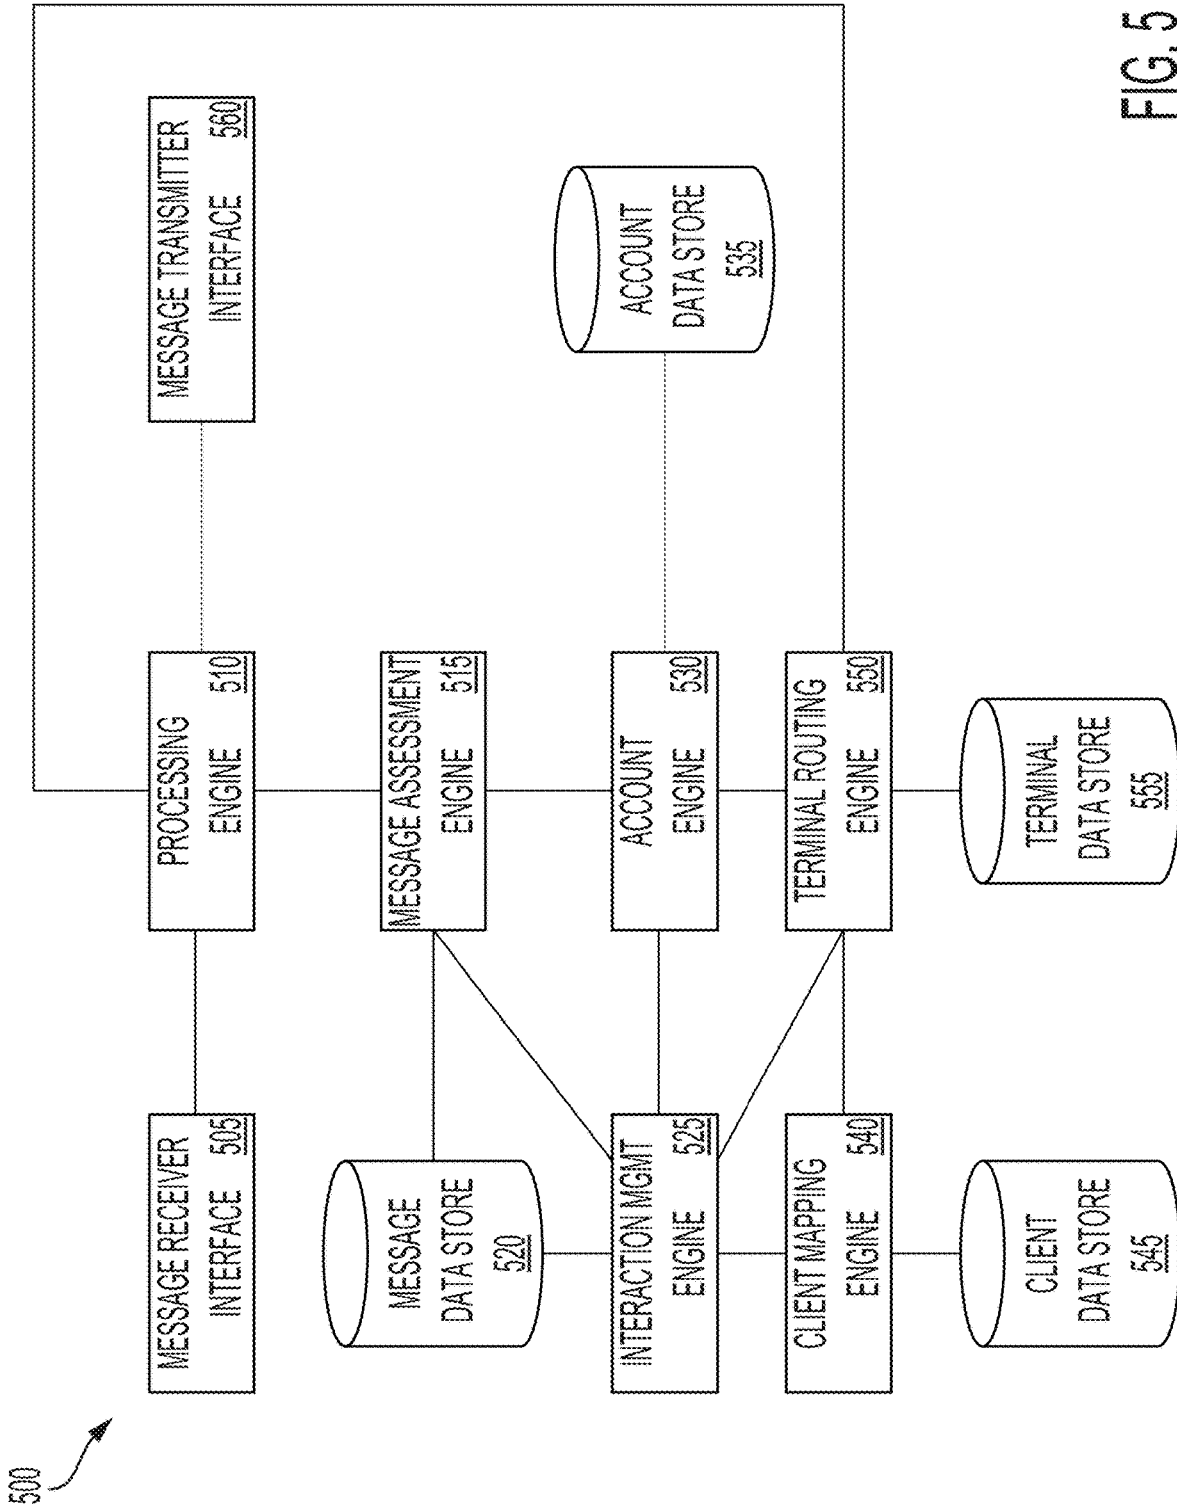 500
MESSAGE RECEIVER
INTERFACE 505
PROCESSING
ENGINE 510
MESSAGE TRANSMITTER
INTERFACE 560
MESSAGE
DATA STORE
520
MESSAGE ASSESSMENT
ENGINE 515
INTERACTION MGMT
ENGINE 525
ACCOUNT
ENGINE 530
ACCOUNT
DATA STORE
535
CLIENT MAPPING
ENGINE 540
TERMINAL ROUTING
ENGINE 550
CLIENT
DATA STORE
545
TERMINAL
DATA STORE
555
FIG. 5